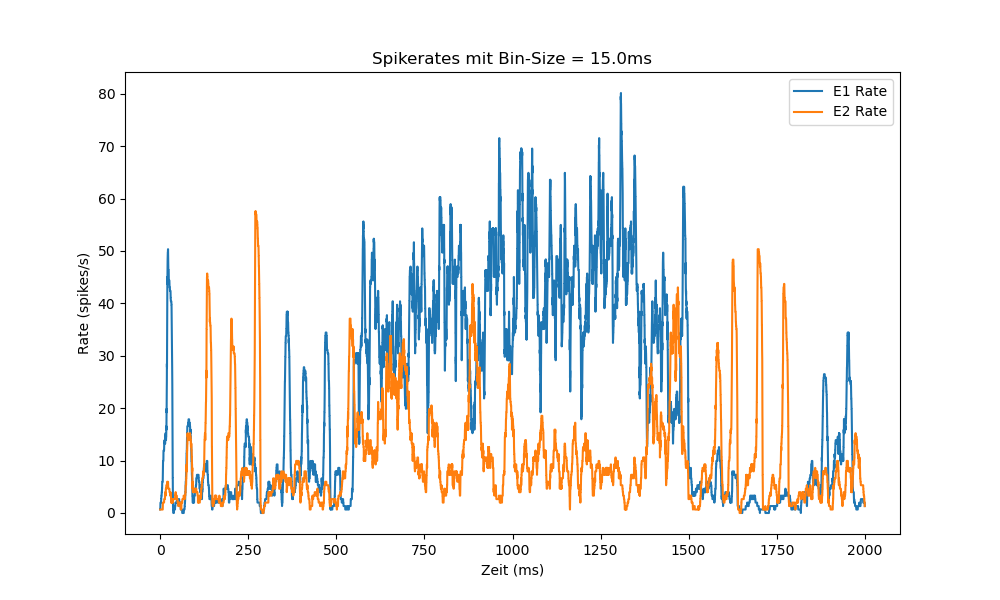 Spikerates mit Bin-Size = 15.0ms
E1 Rate
E2 Rate
80
70
60
50
40
30
20
10
0
Rate (spikes/s)
0 250 500 750 1000 1250 1500 1750 2000
Zeit (ms)